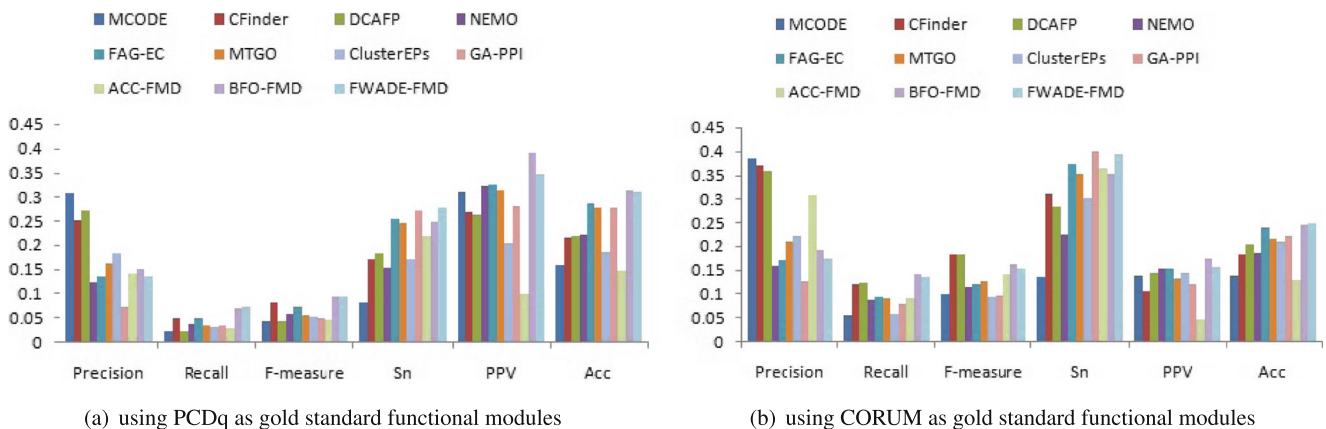 MCODE CFinder DCAFP NEMO
FAG-EC MTGO ClusterEPs GA-PPI
ACC-FMD BFO-FMD FWADE-FMD
0.45
0.4
0.35
0.3
0.25
0.2
0.15
0.1
0.05
0
Precision Recall F-measure Sn PPV Acc
(a) using PCDq as gold standard functional modules
MCODE CFinder DCAFP NEMO
FAG-EC MTGO ClusterEPs GA-PPI
ACC-FMD BFO-FMD FWADE-FMD
0.45
0.4
0.35
0.3
0.25
0.2
0.15
0.1
0.05
0
Precision Recall F-measure Sn PPV Acc
(b) using CORUM as gold standard functional modules